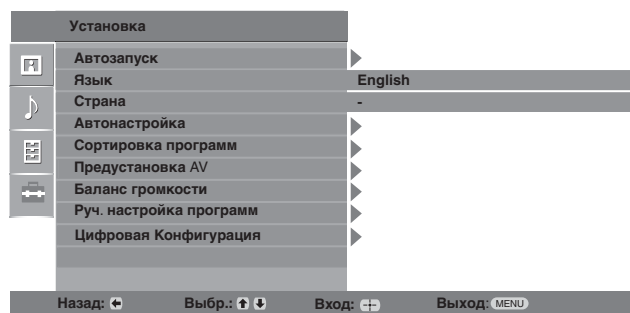 Установка
Автозапуск
Язык English
Страна -
Автонастройка
Сортировка программ
Предустановка AV
Баланс громкости
Руч. настройка программ
Цифровая Конфигурация
Назад: Выбр.: Вход: Выход: MENU